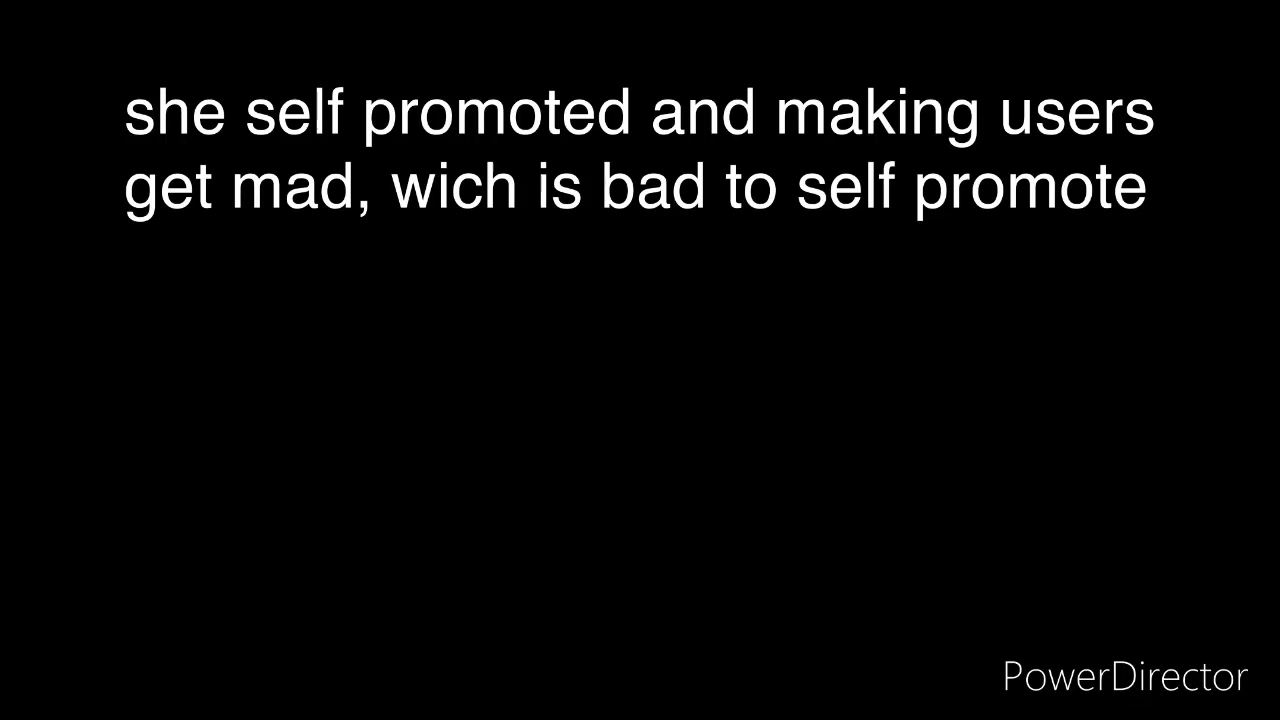 she self promoted and making users
get mad, wich is bad to self promote
PowerDirector